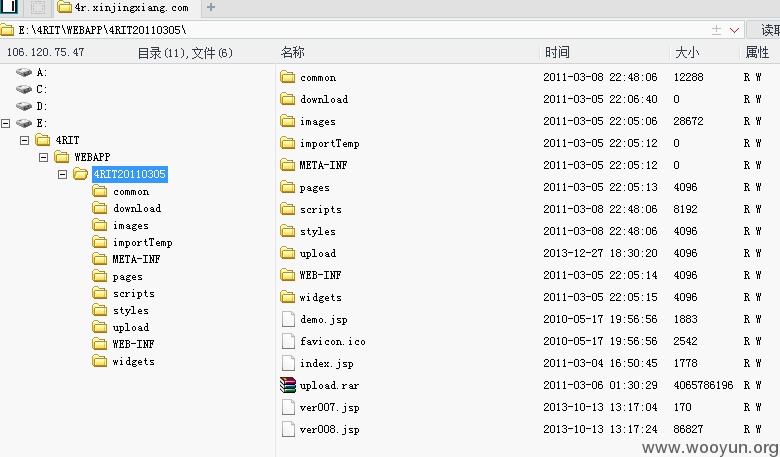 4r.xinjingxiang.com
E:\4RIT\WEBAPP\4RIT20110305\ 读取
106.120.75.47 目录(11),文件(6) 名称 时间 大小 属性
A:
C:
D:
E:
4RIT
WEBAPP
4RIT20110305
common
download
images
importTemp
META-INF
pages
scripts
styles
upload
WEB-INF
widgets
common 2011-03-08 22:48:06 12288 R W
download 2011-03-05 22:06:40 0 R W
images 2011-03-05 22:05:06 28672 R W
importTemp 2011-03-05 22:05:12 0 R W
META-INF 2011-03-05 22:05:12 0 R W
pages 2011-03-05 22:05:13 4096 R W
scripts 2011-03-08 22:48:06 8192 R W
styles 2011-03-08 22:48:06 4096 R W
upload 2013-12-27 18:30:20 4096 R W
WEB-INF 2011-03-05 22:05:14 4096 R W
widgets 2011-03-05 22:05:15 4096 R W
demo.jsp 2010-05-17 19:56:56 1883 R W
favicon.ico 2010-05-17 19:56:56 2542 R W
index.jsp 2011-03-04 16:50:45 1778 R W
upload.rar 2011-03-06 01:30:29 4065786196 R W
ver007.jsp 2013-10-13 13:17:04 170 R W
ver008.jsp 2013-10-13 13:17:24 86827 R W
www.wooyun.org